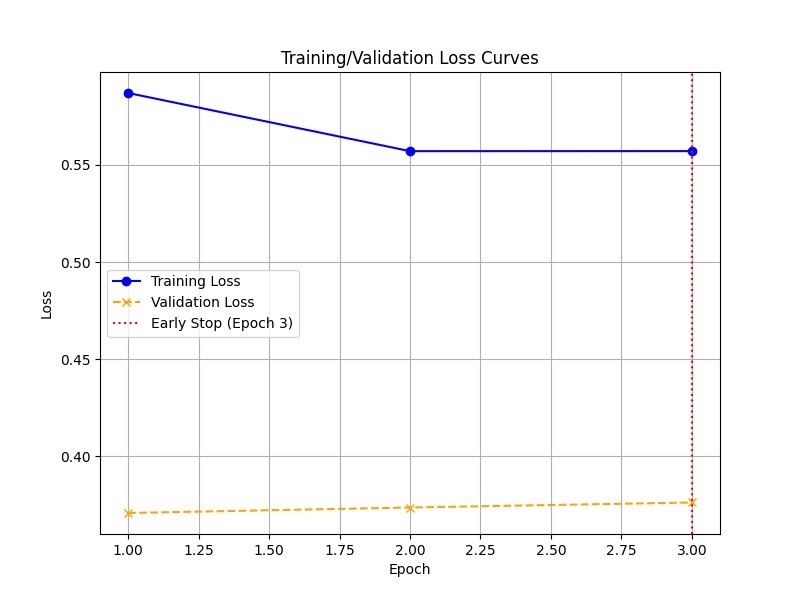 Training/Validation Loss Curves
Loss
0.55
0.50
0.45
0.40
Training Loss
Validation Loss
Early Stop (Epoch 3)
1.00 1.25 1.50 1.75 2.00 2.25 2.50 2.75 3.00
Epoch